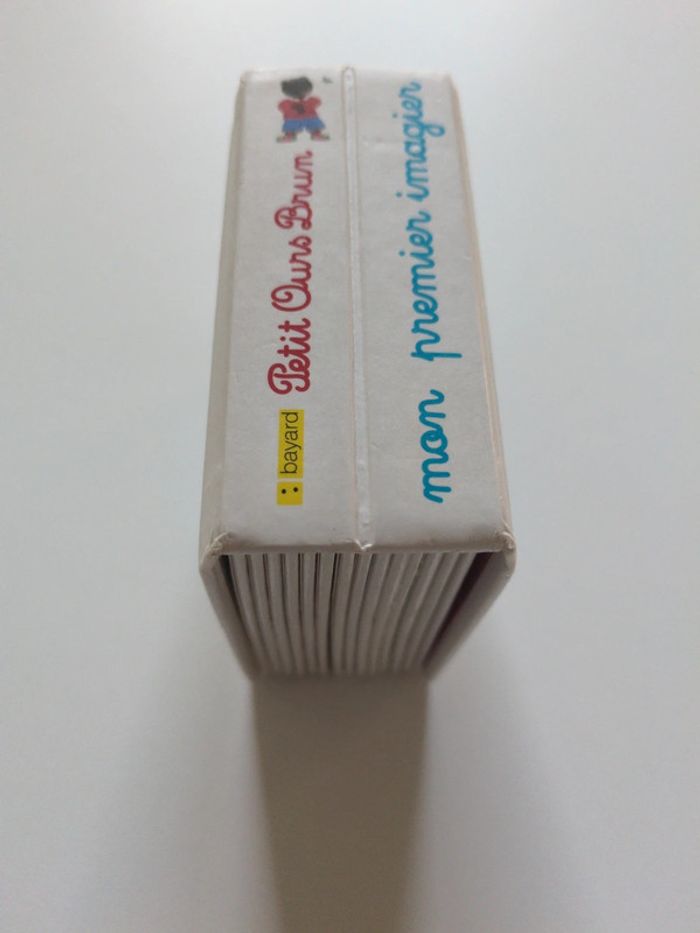 : bayard Petit Ours Brun
mon premier imagier